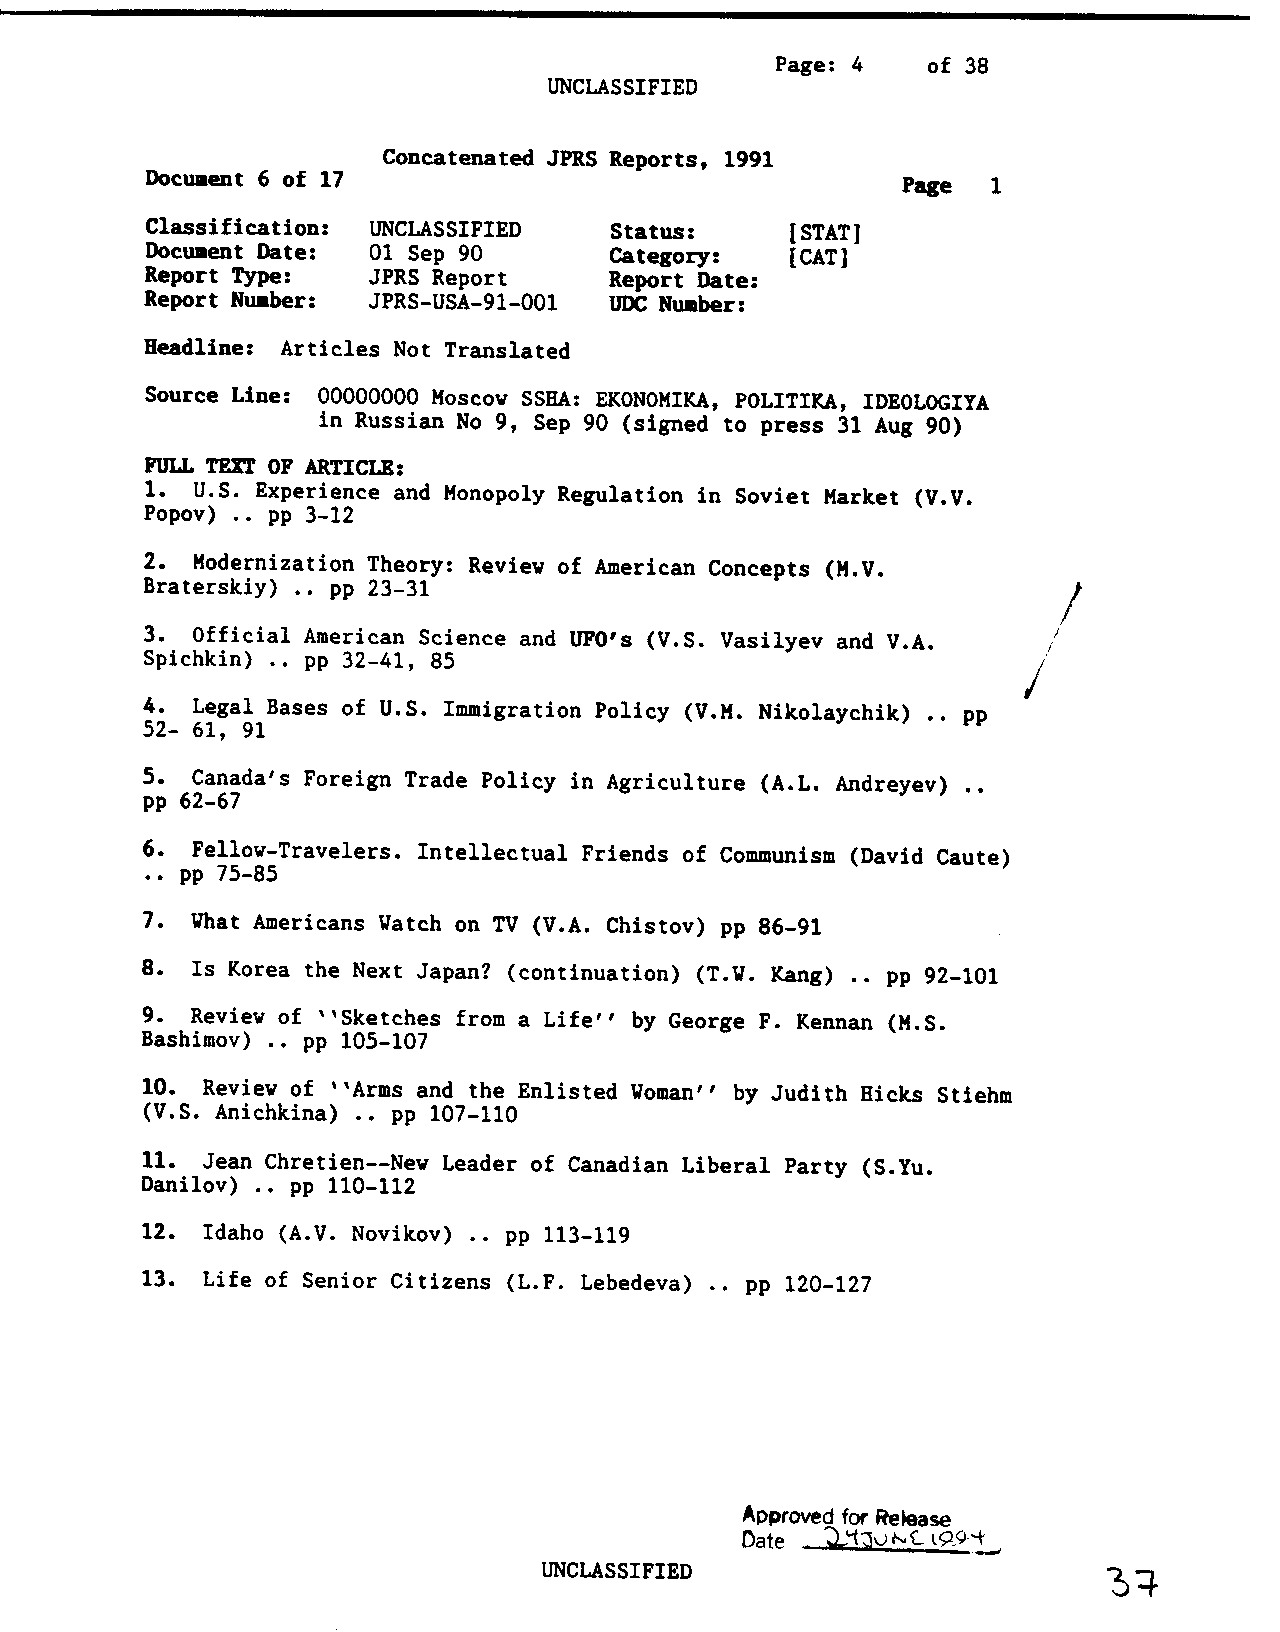 Page: 4 of 38
UNCLASSIFIED
Concatenated JPRS Reports, 1991
Document 6 of 17
Page 1
Classification: UNCLASSIFIED Status: [STAT]
Document Date: 01 Sep 90 Category: [CAT]
Report Type: JPRS Report Report Date:
Report Number: JPRS-USA-91-001 UDC Number:
Headline: Articles Not Translated
Source Line: 00000000 Moscow SSHA: EKONOMIKA, POLITIKA, IDEOLOGIYA
in Russian No 9, Sep 90 (signed to press 31 Aug 90)
FULL TEXT OF ARTICLE:
1. U.S. Experience and Monopoly Regulation in Soviet Market (V.V.
Popov) .. pp 3-12
2. Modernization Theory: Review of American Concepts (M.V.
Braterskiy) .. pp 23-31
3. Official American Science and UFO's (V.S. Vasilyev and V.A.
Spichkin) .. pp 32-41, 85
4. Legal Bases of U.S. Immigration Policy (V.M. Nikolaychik) .. pp
52- 61, 91
5. Canada's Foreign Trade Policy in Agriculture (A.L. Andreyev) ..
pp 62-67
6. Fellow-Travelers. Intellectual Friends of Communism (David Caute)
.. pp 75-85
7. What Americans Watch on TV (V.A. Chistov) pp 86-91
8. Is Korea the Next Japan? (continuation) (T.W. Kang) .. pp 92-101
9. Review of ''Sketches from a Life'' by George F. Kennan (M.S.
Bashimov) .. pp 105-107
10. Review of ''Arms and the Enlisted Woman'' by Judith Hicks Stiehm
(V.S. Anichkina) .. pp 107-110
11. Jean Chretien--New Leader of Canadian Liberal Party (S.Yu.
Danilov) .. pp 110-112
12. Idaho (A.V. Novikov) .. pp 113-119
13. Life of Senior Citizens (L.F. Lebedeva) .. pp 120-127
Approved for Release
Date 24 JUNE 1994
UNCLASSIFIED
37